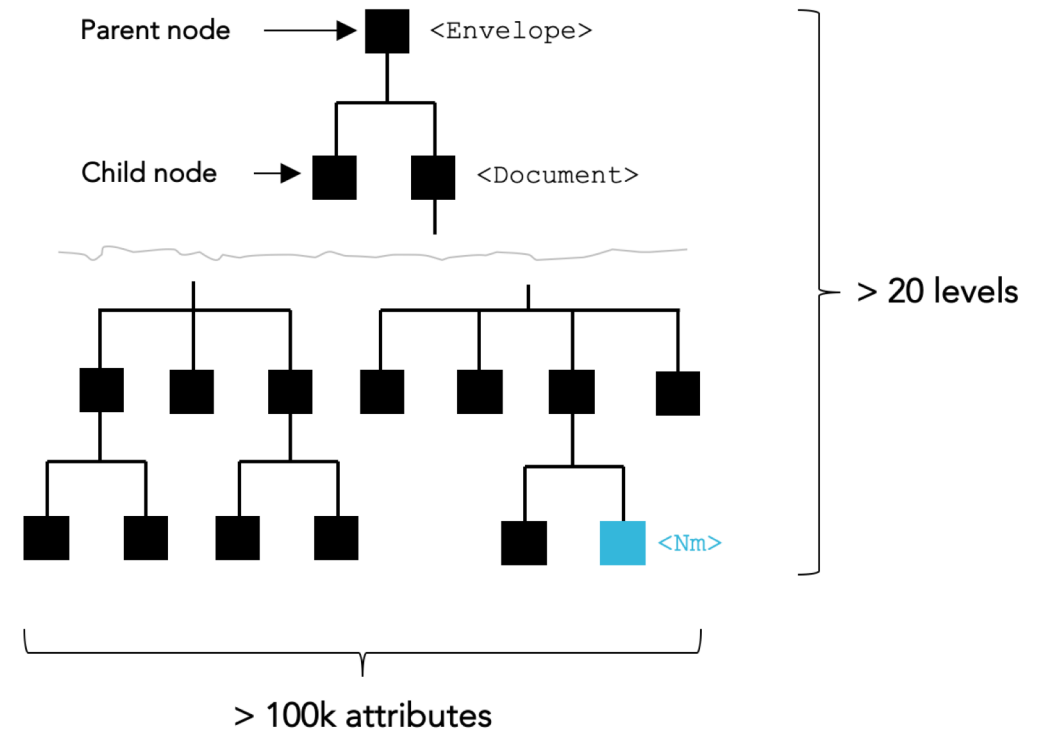 Parent node
<Envelope>
Child node
<Document>
> 20 levels
<Nm>
> 100k attributes